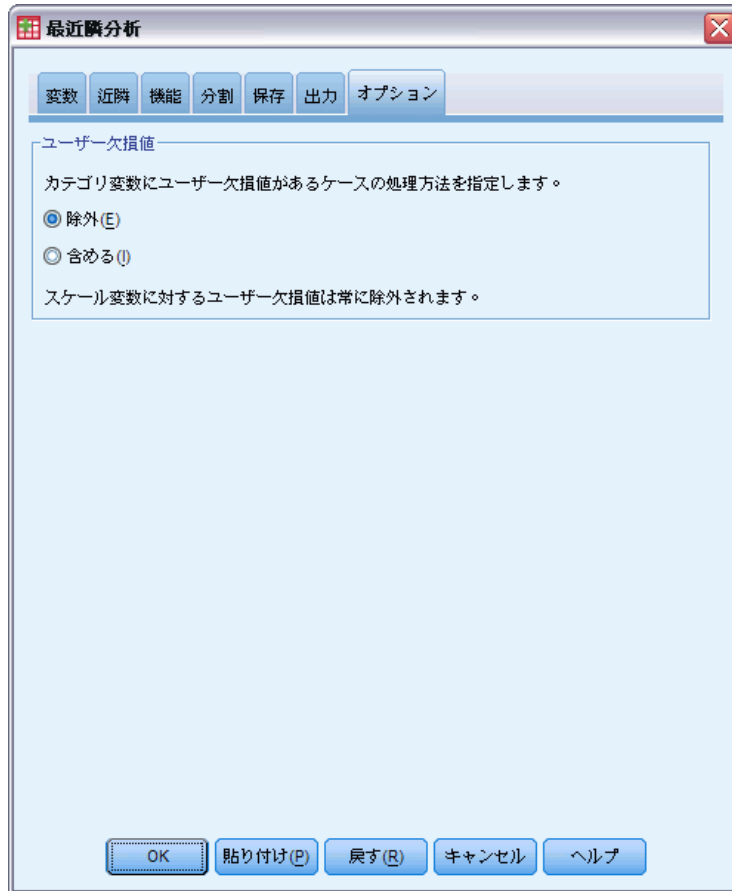 最近隣分析
変数 近隣 機能 分割 保存 出力 オプション
ユーザー欠損値
カテゴリ変数にユーザー欠損値があるケースの処理方法を指定します。
除外(E)
含める(I)
スケール変数に対するユーザー欠損値は常に除外されます。
OK 貼り付け(P) 戻す(R) キャンセル ヘルプ